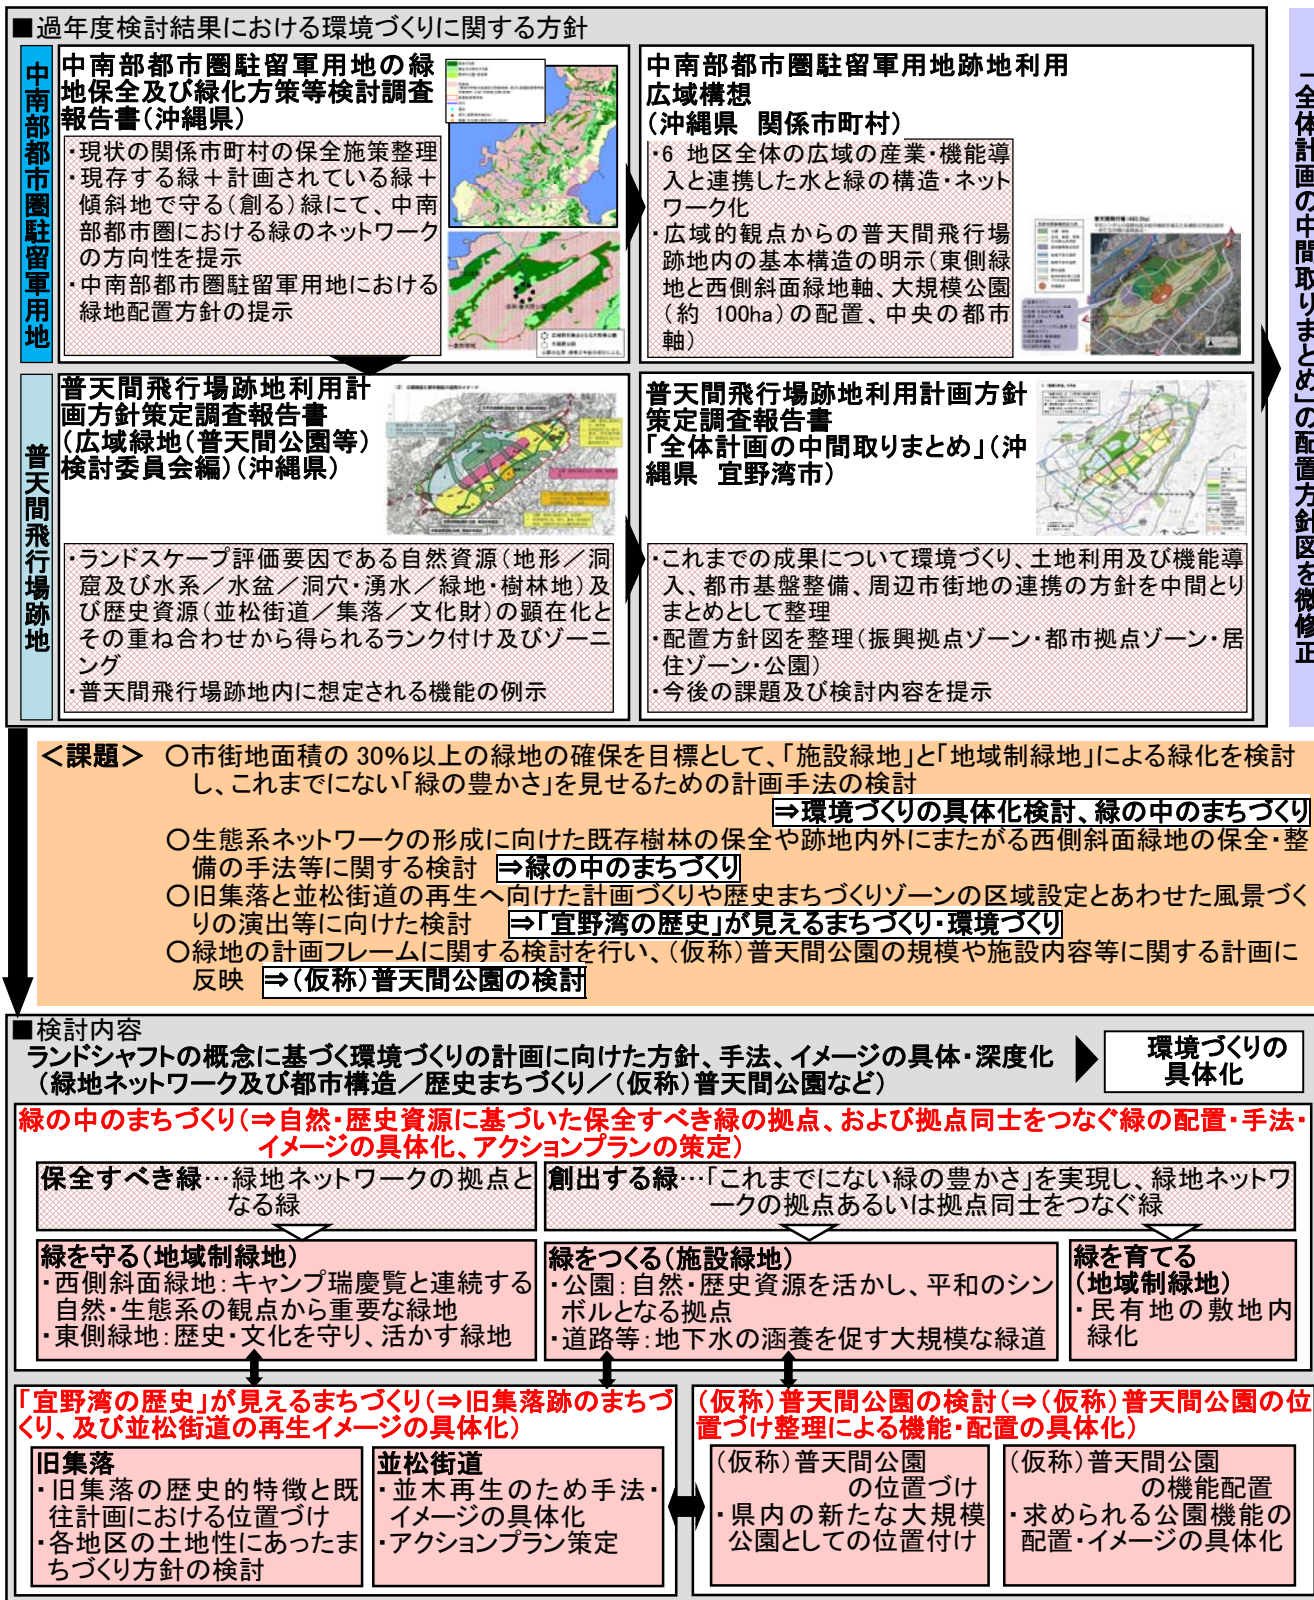 ■過年度検討結果における環境づくりに関する方針
中南部都市圏駐留軍用地
中南部都市圏駐留軍用地の緑
地保全及び緑化方策等検討調査
報告書(沖縄県)
・現状の関係市町村の保全施策整理
・現存する緑＋計画されている緑＋
傾斜地で守る(創る)緑にて、中南
部都市圏における緑のネットワーク
の方向性を提示
・中南部都市圏駐留軍用地における
緑地配置方針の提示
中南部都市圏駐留軍用地跡地利用
広域構想
(沖縄県　関係市町村)
・6 地区全体の広域の産業・機能導
入と連携した水と緑の構造・ネット
ワーク化
・広域的観点からの普天間飛行場
跡地内の基本構造の明示(東側緑
地と西側斜面緑地軸、大規模公園
(約 100ha)の配置、中央の都市
軸)
普天間飛行場跡地
普天間飛行場跡地利用計
画方針策定調査報告書
(広域緑地(普天間公園等)
検討委員会編)(沖縄県)
・ランドスケープ評価要因である自然資源(地形／洞
窟及び水系／水盆／洞穴・湧水／緑地・樹林地)及
び歴史資源(並松街道／集落／文化財)の顕在化と
その重ね合わせから得られるランク付け及びゾーニ
ング
・普天間飛行場跡地内に想定される機能の例示
普天間飛行場跡地利用計画方針
策定調査報告書
「全体計画の中間取りまとめ」(沖
縄県　宜野湾市)
・これまでの成果について環境づくり、土地利用及び機能導
入、都市基盤整備、周辺市街地の連携の方針を中間とり
まとめとして整理
・配置方針図を整理(振興拠点ゾーン・都市拠点ゾーン・居
住ゾーン・公園)
・今後の課題及び検討内容を提示
「全体計画の中間取りまとめ」の配置方針図を微修正
＜課題＞　○市街地面積の 30％以上の緑地の確保を目標として、「施設緑地」と「地域制緑地」による緑化を検討
し、これまでにない「緑の豊かさ」を見せるための計画手法の検討
⇒環境づくりの具体化検討、緑の中のまちづくり
○生態系ネットワークの形成に向けた既存樹林の保全や跡地内外にまたがる西側斜面緑地の保全・整
備の手法等に関する検討　⇒緑の中のまちづくり
○旧集落と並松街道の再生へ向けた計画づくりや歴史まちづくりゾーンの区域設定とあわせた風景づく
りの演出等に向けた検討　⇒「宜野湾の歴史」が見えるまちづくり・環境づくり
○緑地の計画フレームに関する検討を行い、(仮称)普天間公園の規模や施設内容等に関する計画に
反映　⇒(仮称)普天間公園の検討
■検討内容
ランドシャフトの概念に基づく環境づくりの計画に向けた方針、手法、イメージの具体・深度化
(緑地ネットワーク及び都市構造／歴史まちづくり／(仮称)普天間公園など)
環境づくりの
具体化
緑の中のまちづくり(⇒自然・歴史資源に基づいた保全すべき緑の拠点、および拠点同士をつなぐ緑の配置・手法・
イメージの具体化、アクションプランの策定)
保全すべき緑…緑地ネットワークの拠点と
なる緑
創出する緑…「これまでにない緑の豊かさ」を実現し、緑地ネットワ
ークの拠点あるいは拠点同士をつなぐ緑
緑を守る(地域制緑地)
・西側斜面緑地：キャンプ瑞慶覧と連続する
自然・生態系の観点から重要な緑地
・東側緑地：歴史・文化を守り、活かす緑地
緑をつくる(施設緑地)
・公園：自然・歴史資源を活かし、平和のシン
ボルとなる拠点
・道路等：地下水の涵養を促す大規模な緑道
緑を育てる
(地域制緑地)
・民有地の敷地内
緑化
「宜野湾の歴史」が見えるまちづくり(⇒旧集落跡のまちづ
くり、及び並松街道の再生イメージの具体化)
旧集落
・旧集落の歴史的特徴と既
往計画における位置づけ
・各地区の土地性にあったま
ちづくり方針の検討
並松街道
・並木再生のため手法・
イメージの具体化
・アクションプラン策定
(仮称)普天間公園の検討(⇒(仮称)普天間公園の位
置づけ整理による機能・配置の具体化)
(仮称)普天間公園
の位置づけ
・県内の新たな大規模
公園としての位置付け
(仮称)普天間公園
の機能配置
・求められる公園機能の
配置・イメージの具体化